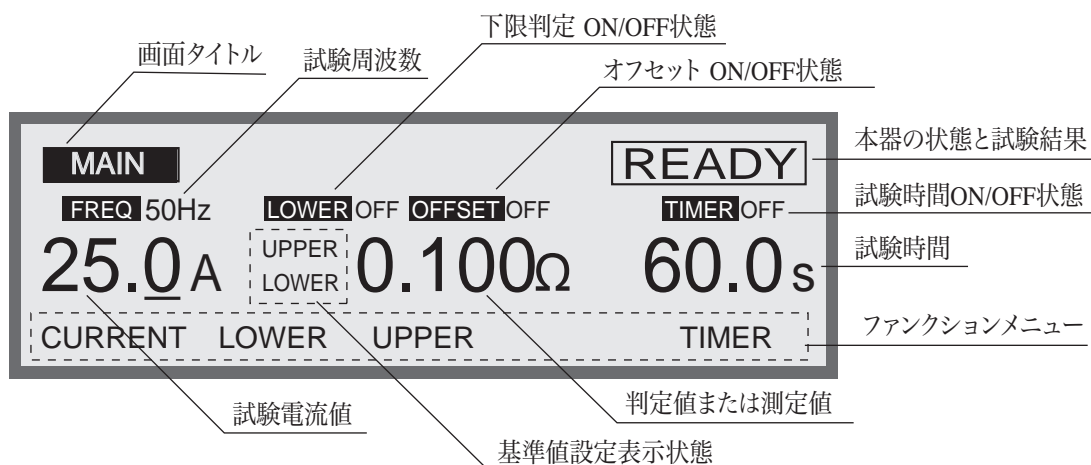 下限判定 ON/OFF状態
画面タイトル
試験周波数
オフセット ON/OFF状態
本器の状態と試験結果
MAIN
READY
試験時間ON/OFF状態
FREQ 50Hz
LOWER OFF OFFSET OFF
TIMER OFF
試験時間
25.0 A
UPPER
LOWER
0.100Ω
60.0 s
ファンクションメニュー
CURRENT LOWER UPPER TIMER
試験電流値
判定値または測定値
基準値設定表示状態